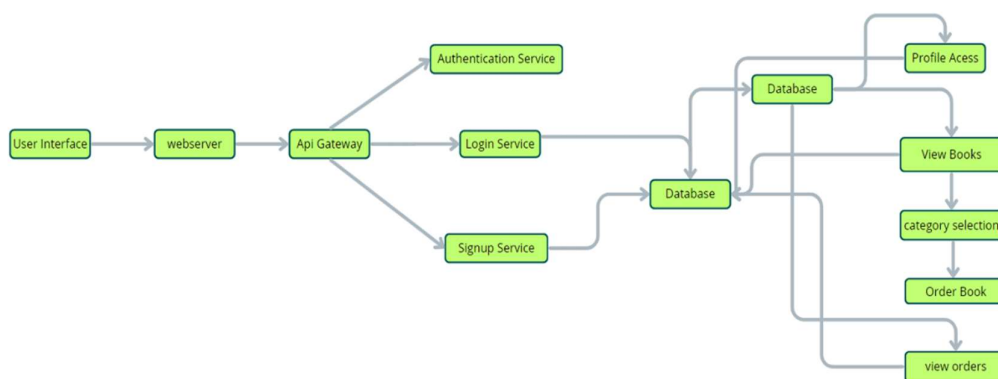 User Interface
webserver
Api Gateway
Authentication Service
Login Service
Signup Service
Database
Database
Profile Acess
View Books
category selection
Order Book
view orders